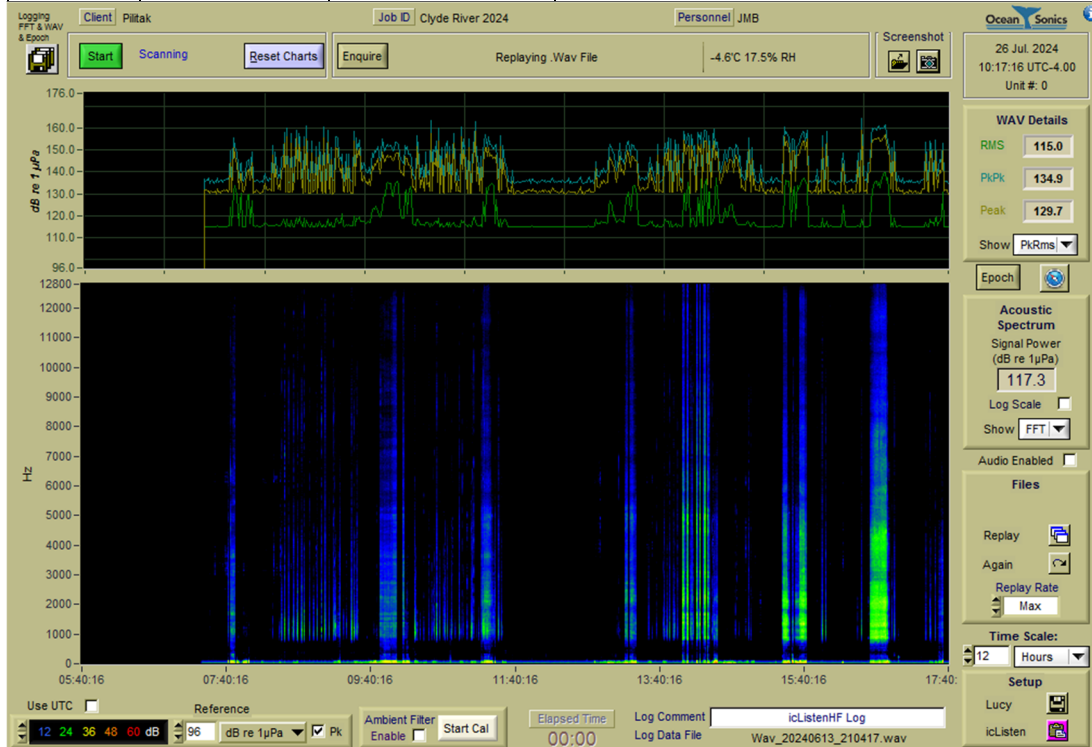 Logging
FFT & WAV
& Epoch
Client Pilitak
Job ID Clyde River 2024
Personnel JMB
Ocean Sonics
Start Scanning Reset Charts
Enquire Replaying .Wav File -4.6°C 17.5% RH
Screenshot
26 Jul. 2024
10:17:16 UTC-4.00
Unit #: 0
176.0
160.0
150.0
140.0
130.0
120.0
110.0
96.0
dB re 1 µPa
WAV Details
RMS 115.0
PkPk 134.9
Peak 129.7
Show PkRms
Epoch
12800
12000
11000
10000
9000
8000
7000
6000
5000
4000
3000
2000
1000
0
Hz
05:40:16 07:40:16 09:40:16 11:40:16 13:40:16 15:40:16 17:40:
Acoustic
Spectrum
Signal Power
(dB re 1µPa)
117.3
Log Scale
Show FFT
Audio Enabled
Files
Replay
Again
Replay Rate
Max
Time Scale:
12 Hours
Setup
Lucy
icListen
Use UTC
Reference
12 24 36 48 60 dB 96 dB re 1µPa Pk
Ambient Filter
Enable Start Cal
Elapsed Time
00:00
Log Comment icListenHF Log
Log Data File Wav_20240613_210417.wav